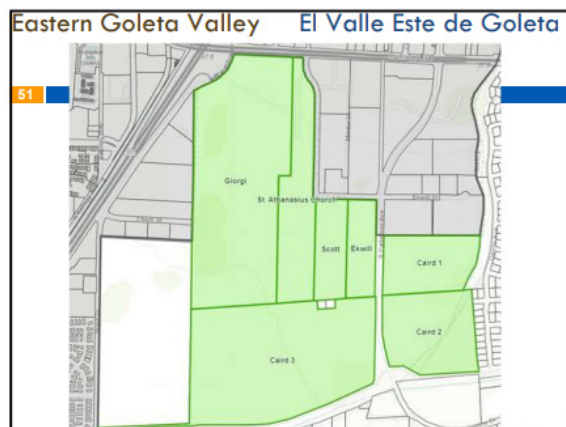 Eastern Goleta Valley El Valle Este de Goleta
51
Giorgi
St. Athanasius Church
Scott
Ekwill
Caird 1
Caird 2
Caird 3